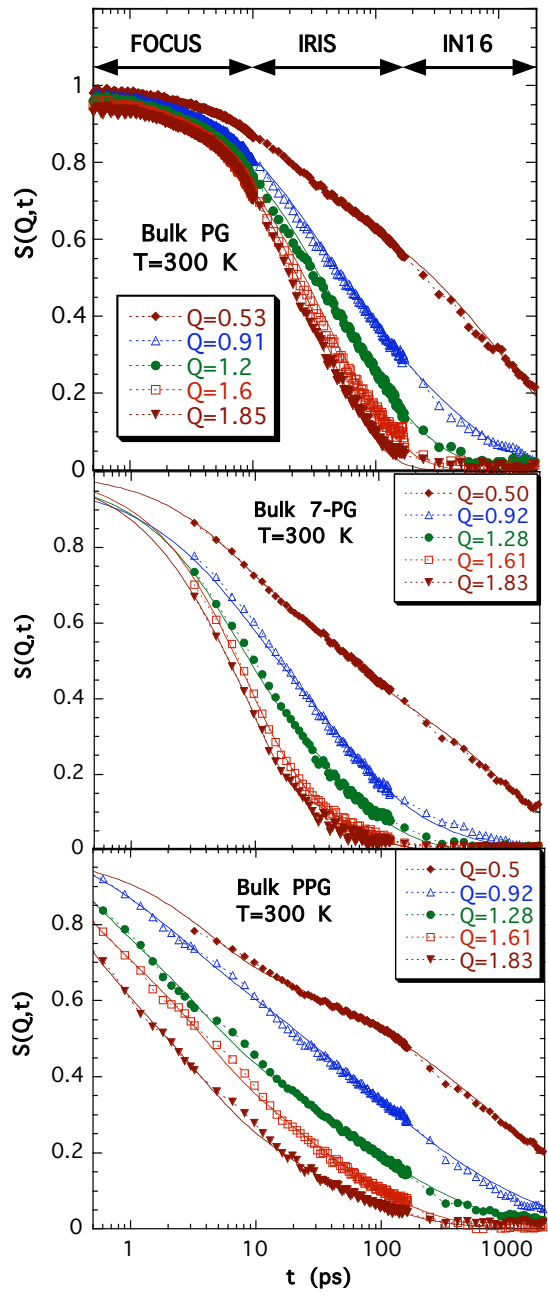 FOCUS IRIS IN16
1
0.8
0.6
0.4
0.2
0
S(Q,t)
Bulk PG
T=300 K
Q=0.53
Q=0.91
Q=1.2
Q=1.6
Q=1.85
0.8
0.6
0.4
0.2
0
S(Q,t)
Bulk 7-PG
T=300 K
Q=0.50
Q=0.92
Q=1.28
Q=1.61
Q=1.83
0.8
0.6
0.4
0.2
0
S(Q,t)
Bulk PPG
T=300 K
Q=0.5
Q=0.92
Q=1.28
Q=1.61
Q=1.83
1 10 100 1000
t (ps)